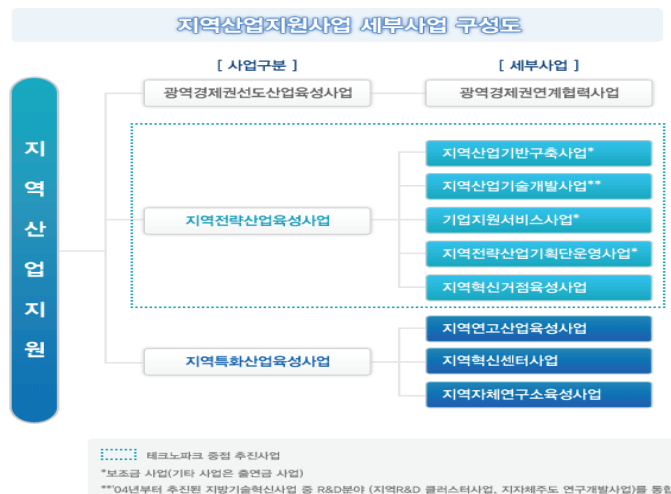 지역산업지원사업 세부사업 구성도
[ 사업구분 ]
[ 세부사업 ]
지역산업지원
광역경제권선도산업육성사업
광역경제권연계협력사업
지역전략산업육성사업
지역산업기반구축사업*
지역산업기술개발사업**
기업지원서비스사업*
지역전략산업기획단운영사업*
지역혁신거점육성사업
지역특화산업육성사업
지역연고산업육성사업
지역혁신센터사업
지역자체연구소육성사업
테크노파크 중점 추진사업
*보조금 사업(기타 사업은 출연금 사업)
**'04년부터 추진된 지방기술혁신사업 중 R&D분야 (지역R&D 클러스터사업, 지자체주도 연구개발사업)를 통합